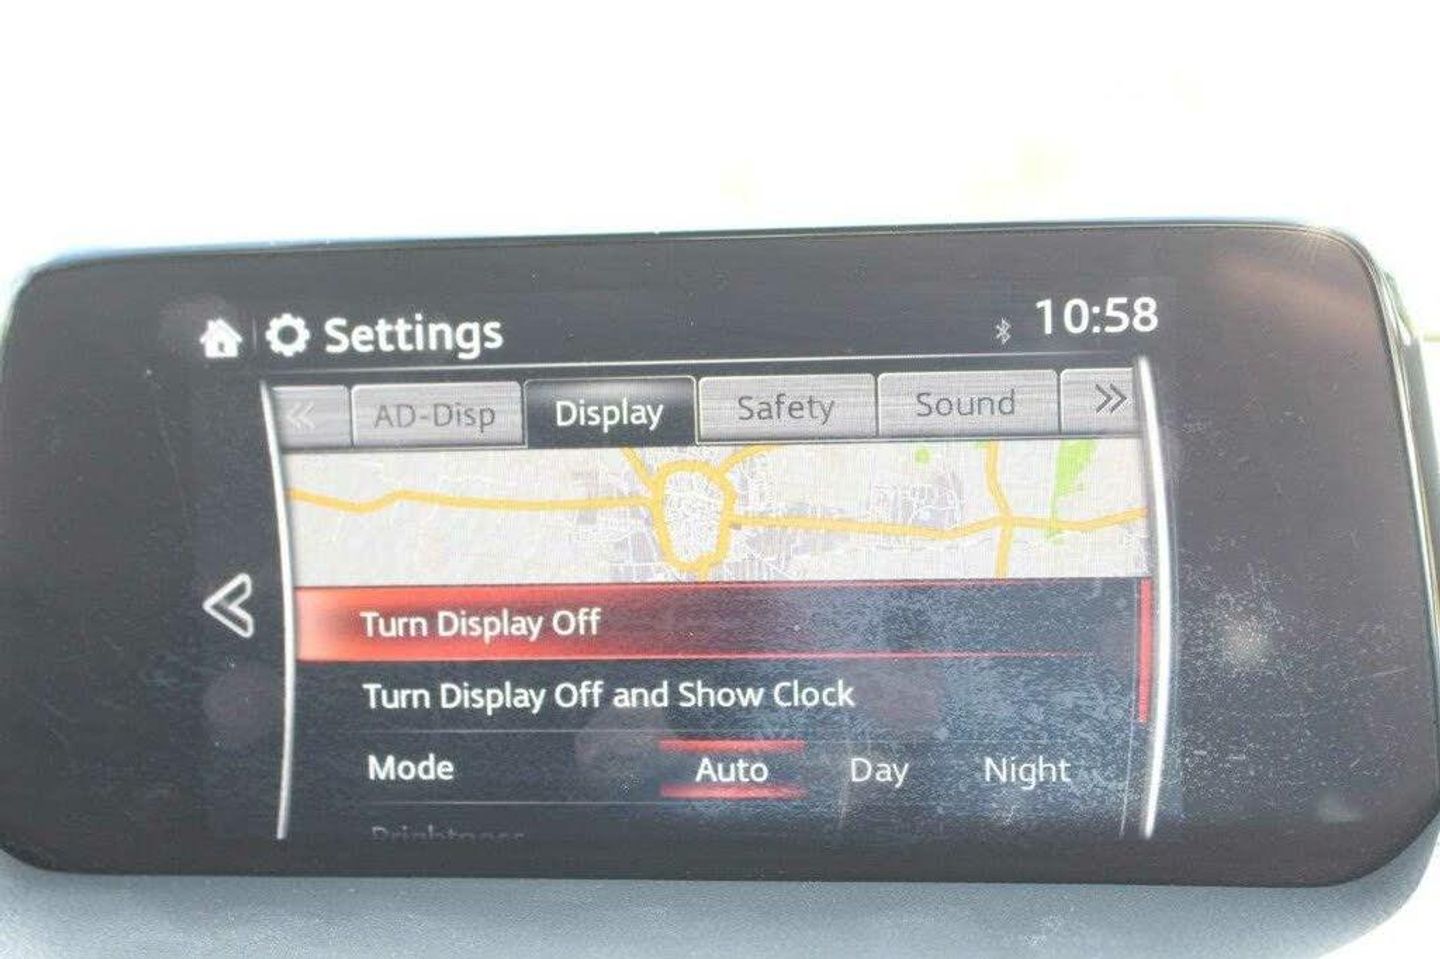 Settings
10:58
AD-Disp Display Safety Sound
Turn Display Off
Turn Display Off and Show Clock
Mode Auto Day Night
Brightness